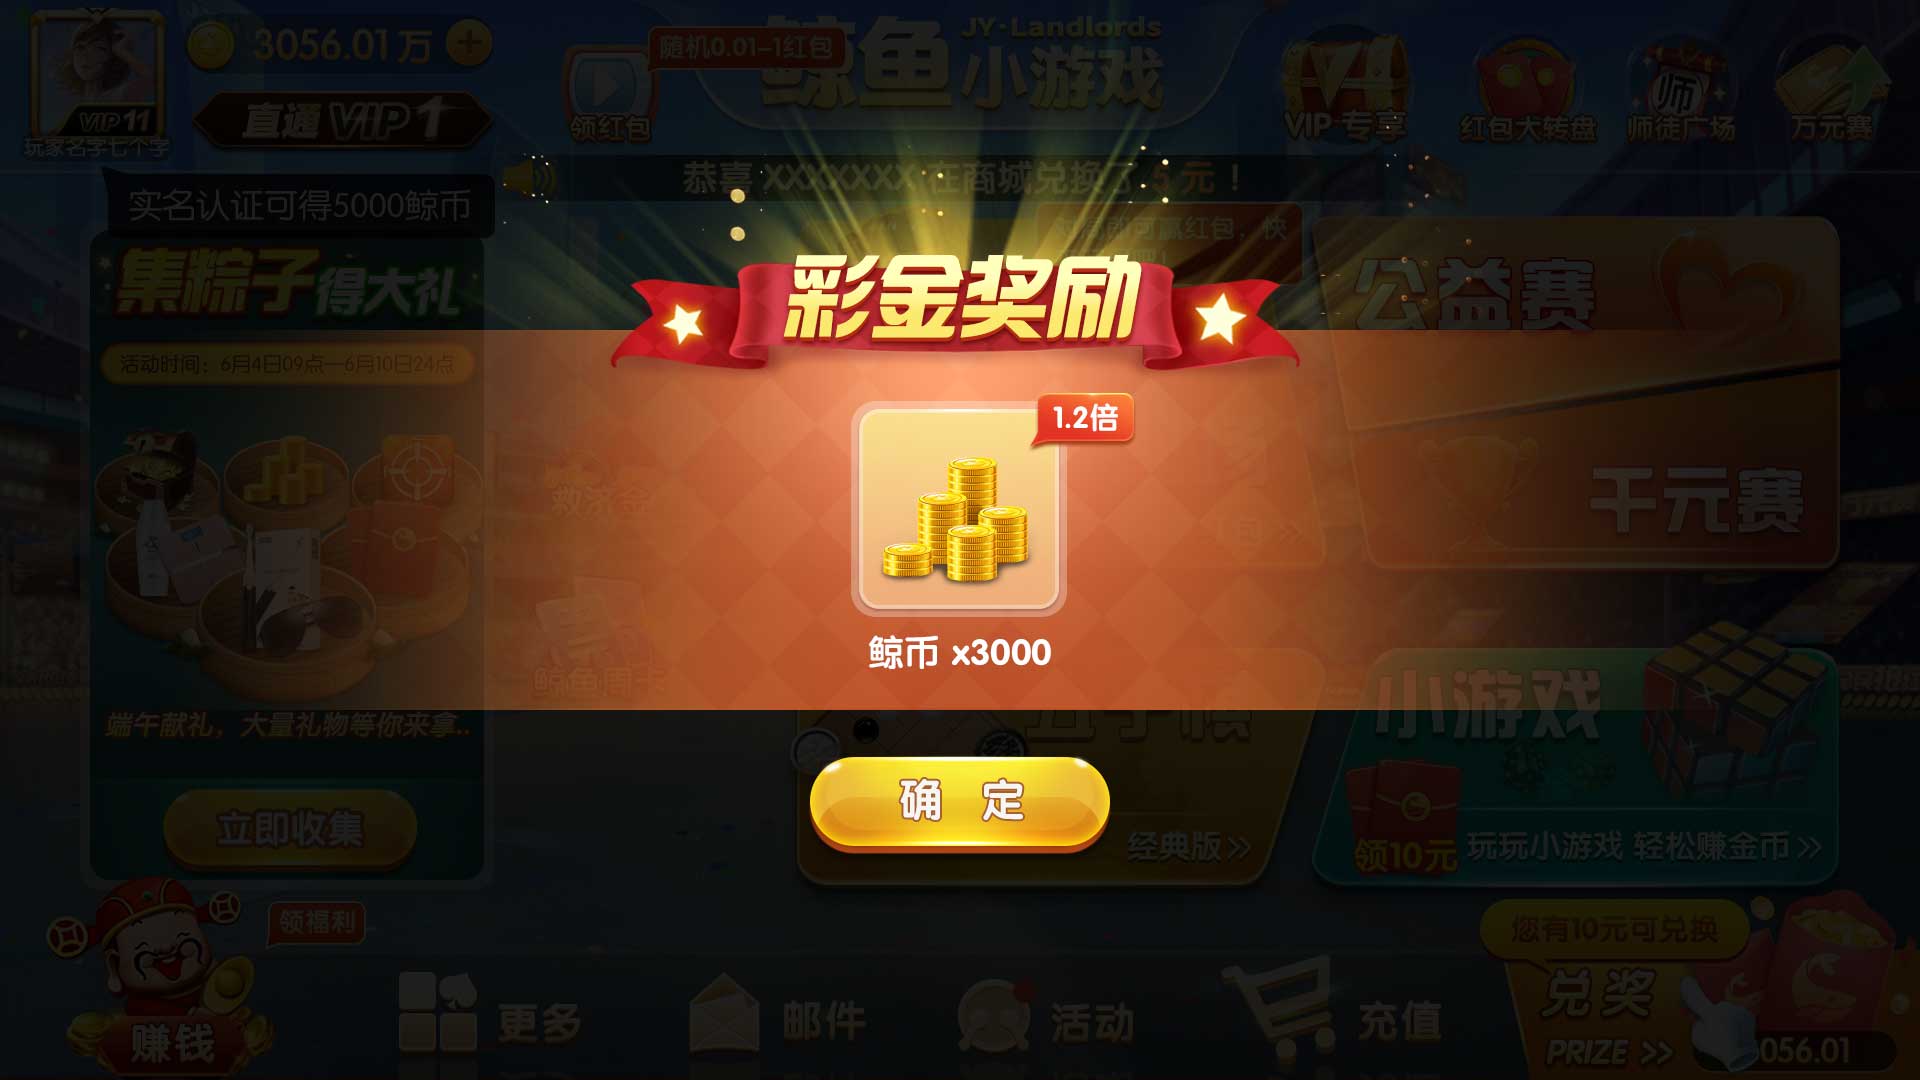 3056.01万
VIP 11
玩家名字七个字
直通VIP 1
随机0.01-1红包
领红包
鲸鱼
JY·Landlords
小游戏
VIP 专享
红包大转盘
师
师徒广场
万元赛
恭喜 XXXXXXX 在商城兑换了 5 元！
实名认证可得5000鲸币
集粽子得大礼
活动时间：6月4日09点—6月10日24点
端午献礼，大量礼物等你来拿..
立即收集
公益赛
千元赛
彩金奖励
1.2倍
鲸币 x3000
确 定
救济金
鲸鱼周卡
五子棋
经典版>>
小游戏
领10元
玩玩小游戏 轻松赚金币>>
领福利
赚钱
更多
邮件
活动
充值
您有10元可兑换
兑奖
PRIZE >>
056.01